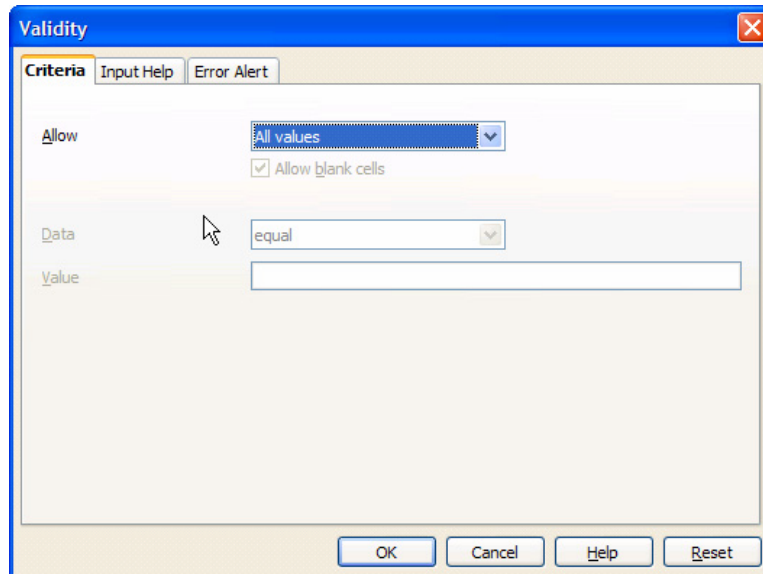 Validity
Criteria Input Help Error Alert
Allow All values
Allow blank cells
Data equal
Value
OK Cancel Help Reset